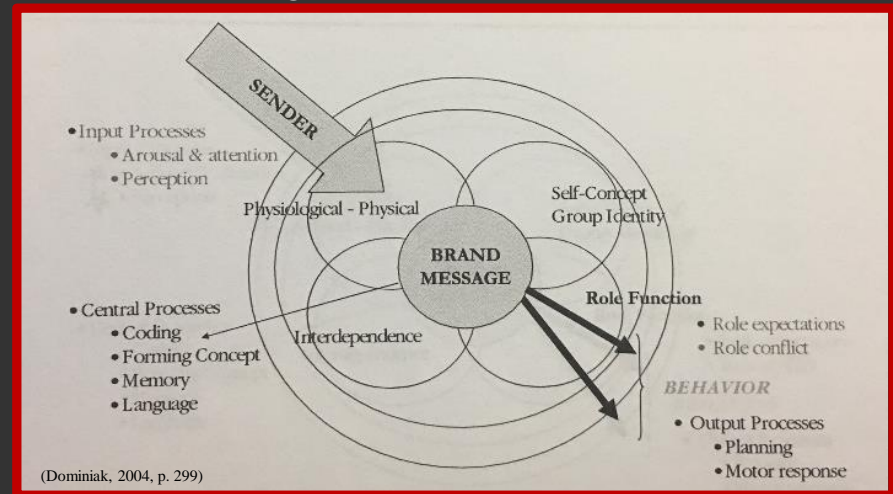 SENDER
• Input Processes
• Arousal & attention
• Perception
Physiological - Physical
Self-Concept
Group Identity
BRAND
MESSAGE
Role Function
• Role expectations
• Role conflict
• Central Processes
• Coding
• Forming Concept
• Memory
• Language
Interdependence
BEHAVIOR
• Output Processes
• Planning
• Motor response
(Dominiak, 2004, p. 299)